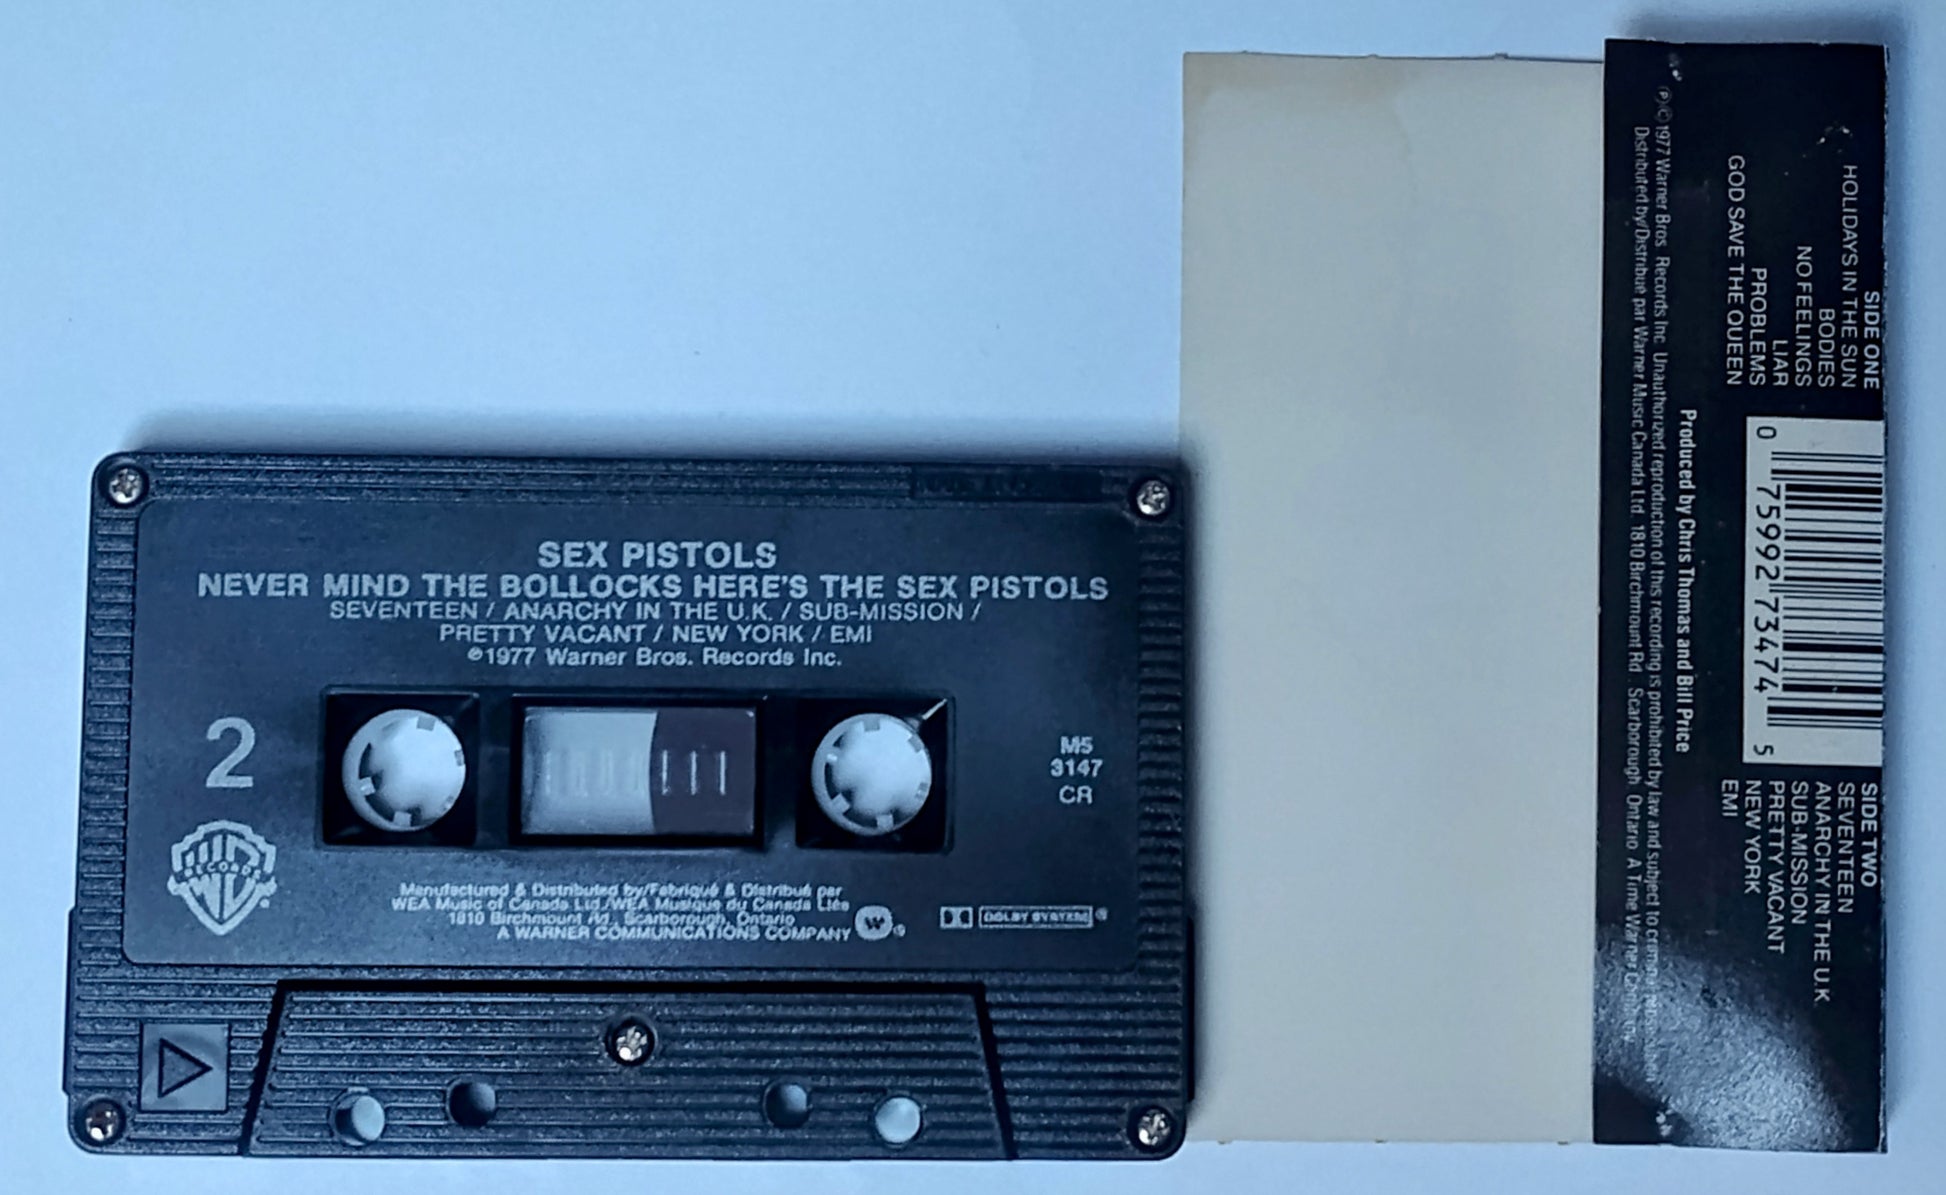 SEX PISTOLS
NEVER MIND THE BOLLOCKS HERE'S THE SEX PISTOLS
SEVENTEEN / ANARCHY IN THE U.K. / SUB-MISSION /
PRETTY VACANT / NEW YORK / EMI
℗1977 Warner Bros. Records Inc.
2
M5
3147
CR
RECORDS
Manufactured & Distributed by/Fabriqué & Distribué par
WEA Music of Canada Ltd./WEA Musique du Canada Ltée
1810 Birchmount Rd., Scarborough, Ontario
A WARNER COMMUNICATIONS COMPANY
DOLBY SYSTEM ®
SIDE ONE
HOLIDAYS IN THE SUN
BODIES
NO FEELINGS
LIAR
PROBLEMS
GOD SAVE THE QUEEN
0 75992 73474 5
SIDE TWO
SEVENTEEN
ANARCHY IN THE U.K.
SUB-MISSION
PRETTY VACANT
NEW YORK
EMI
Produced by Chris Thomas and Bill Price
℗© 1977 Warner Bros. Records Inc. Unauthorized reproduction of this recording is prohibited by law and subject to criminal prosecution
Distributed by/Distribué par Warner Music Canada Ltd. 1810 Birchmount Rd., Scarborough, Ontario. A Time Warner Company